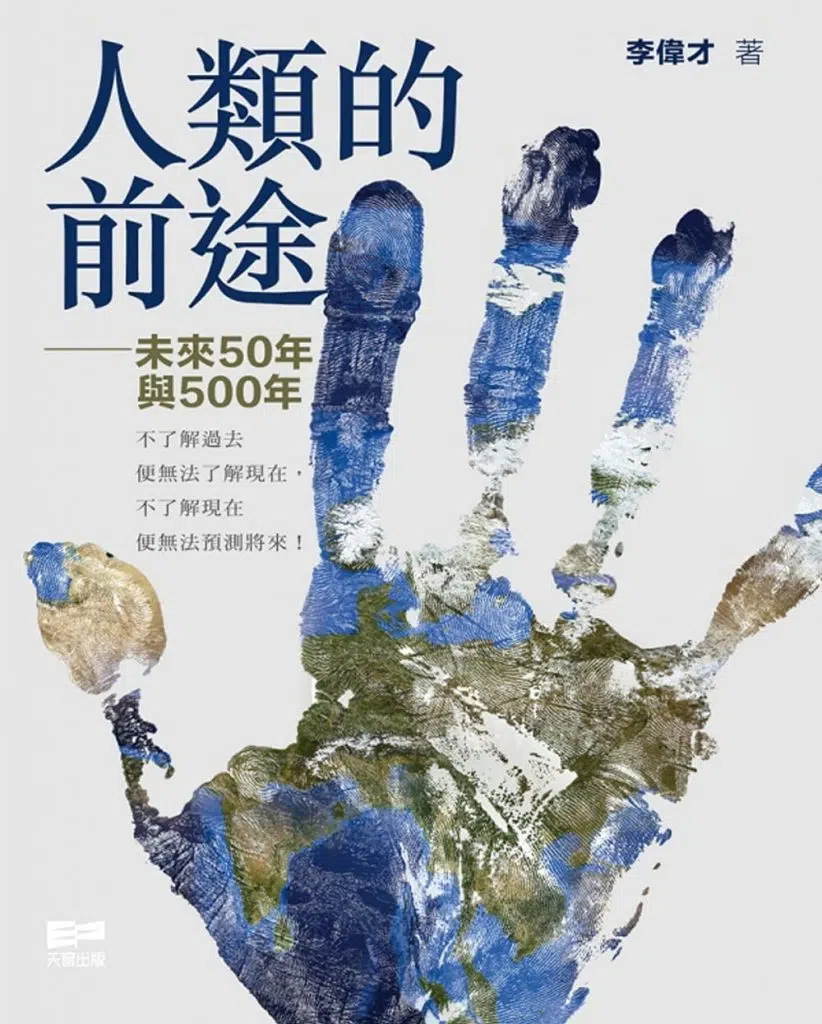 人類的
前途
李偉才 著
——未來50年
與500年
不了解過去
便無法了解現在，
不了解現在
便無法預測將來！
天窗出版